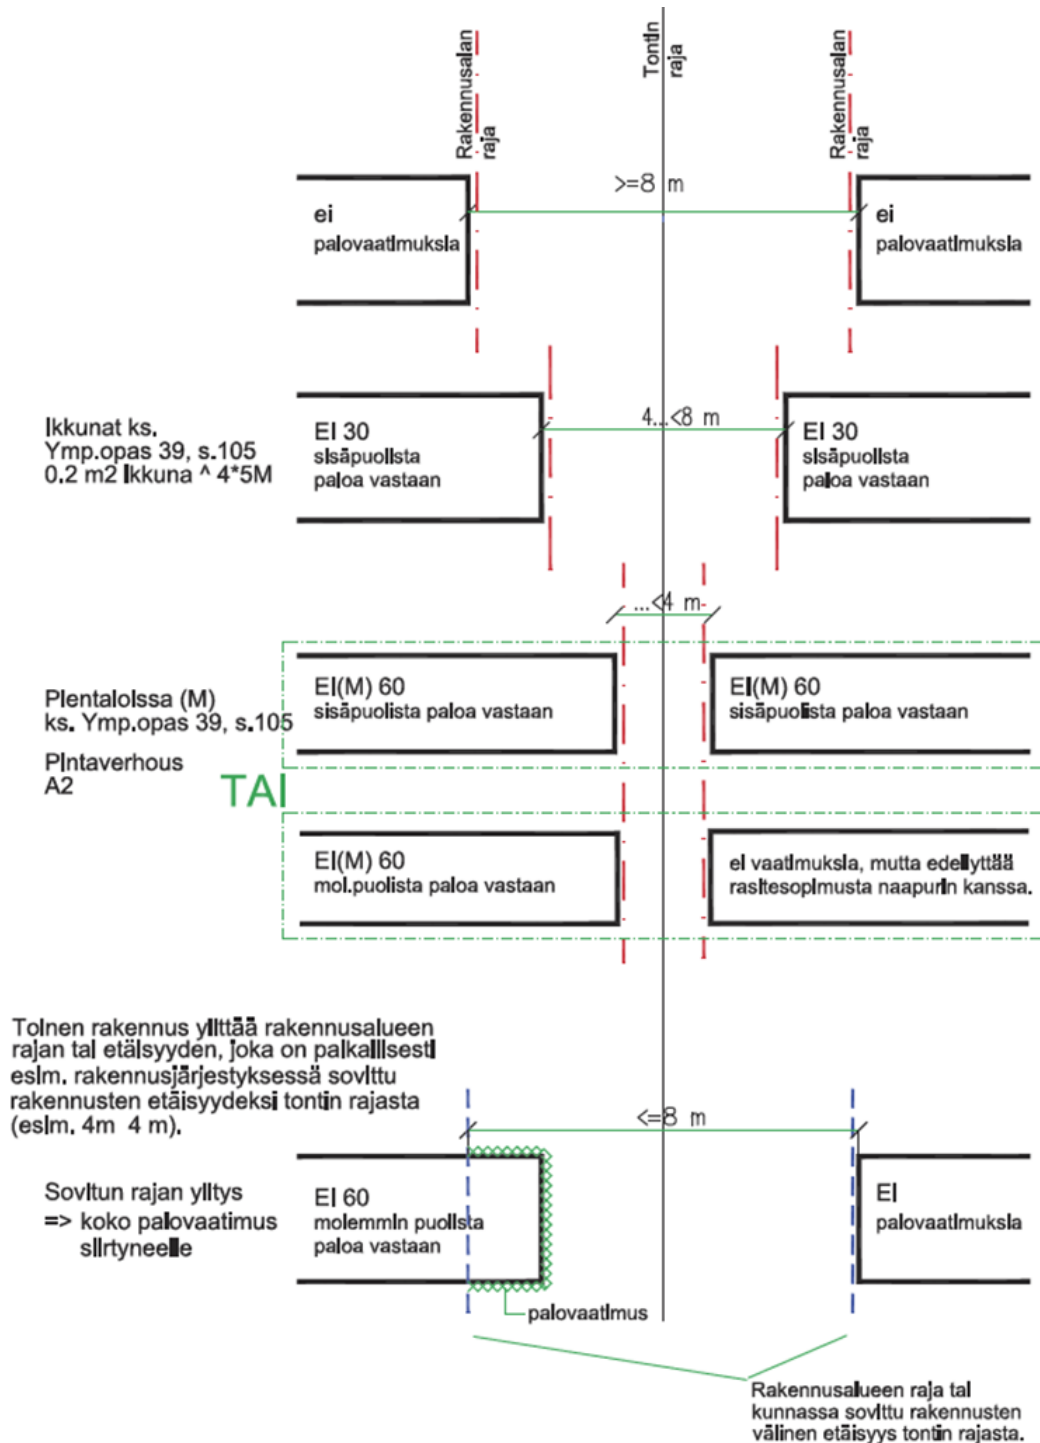 Rakennusalan
raja
Tontin
raja
Rakennusalan
raja
>=8 m
ei
palovaatimuksia
ei
palovaatimuksia
Ikkunat ks.
Ymp.opas 39, s.105
0.2 m2 ikkuna ^ 4*5M
4...<8 m
EI 30
sisäpuolista
paloa vastaan
EI 30
sisäpuolista
paloa vastaan
...<4 m
Pientaloissa (M)
ks. Ymp.opas 39, s.105
Pintaverhous
A2
EI(M) 60
sisäpuolista paloa vastaan
EI(M) 60
sisäpuolista paloa vastaan
TAI
EI(M) 60
mol.puolista paloa vastaan
ei vaatimuksia, mutta edellyttää
rasitesopimusta naapurin kanssa.
Toinen rakennus ylittää rakennusalueen
rajan tai etäisyyden, joka on paikallisesti
esim. rakennusjärjestyksessä sovittu
rakennusten etäisyydeksi tontin rajasta
(esim. 4m 4 m).
<=8 m
Sovitun rajan ylitys
=> koko palovaatimus
siirtyneelle
EI 60
molemmin puolista
paloa vastaan
EI
palovaatimuksia
palovaatimus
Rakennusalueen raja tai
kunnassa sovittu rakennusten
välinen etäisyys tontin rajasta.